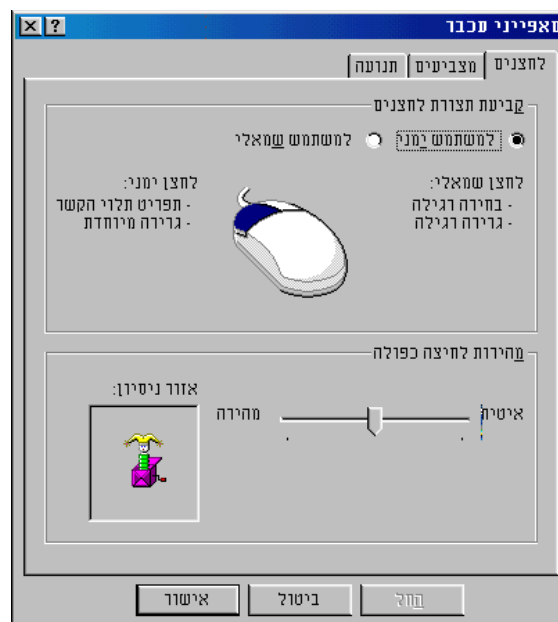 מאפייני עכבר
לחצנים
מצביעים
תנועה
קביעת תצורת לחצנים
למשתמש ימני
למשתמש שמאלי
לחצן שמאלי:
- בחירה רגילה
- גרירה רגילה
לחצן ימני:
- תפריט תלוי הקשר
- גרירה מיוחדת
מהירות לחיצה כפולה
איטית
מהירה
אזור ניסיון:
החל
ביטול
אישור